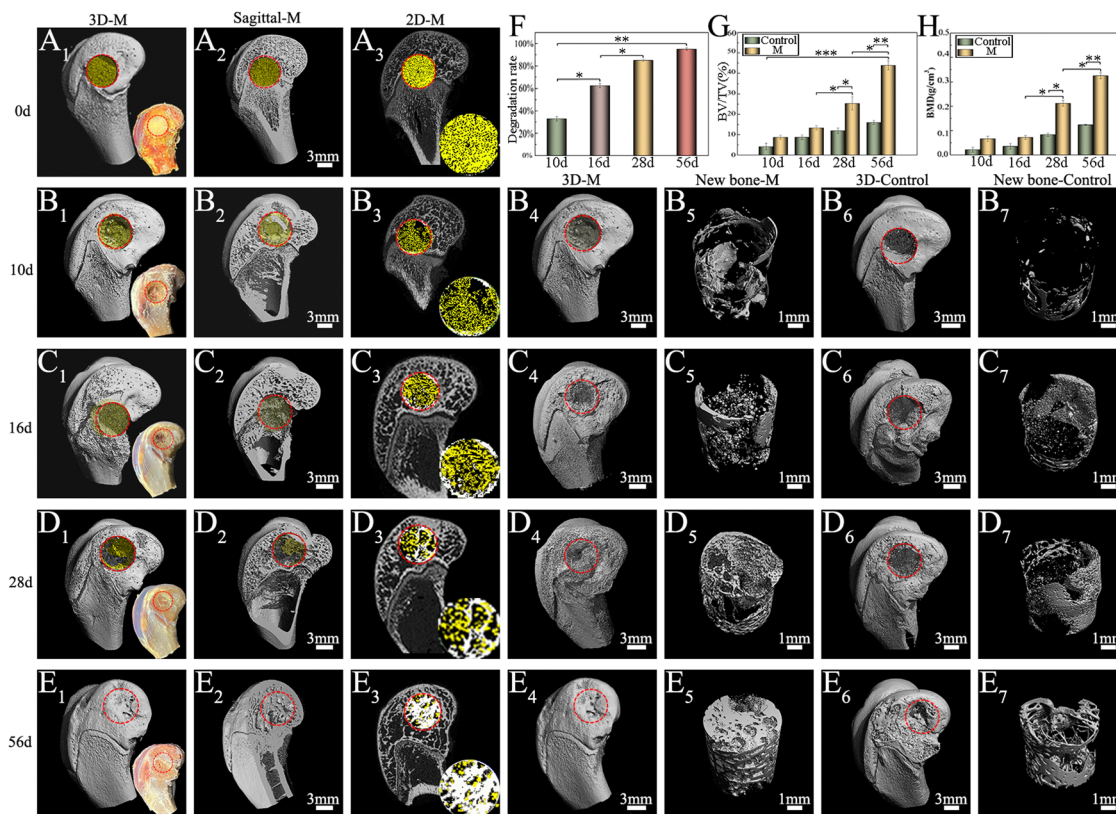 3D-M Sagittal-M 2D-M
A1 A2 A3
0d
3mm 3mm
F
**
*
*
Degradation rate
100%
80%
60%
40%
20%
0%
10d 16d 28d 56d
G
Control
M
***
**
*
*
*
BV/TV(%)
60
50
40
30
20
10
0
10d 16d 28d 56d
H
Control
M
**
*
*
*
BMD(g/cm³)
0.5
0.4
0.3
0.2
0.1
0.0
10d 16d 28d 56d
3D-M New bone-M 3D-Control New bone-Control
B1 B2 B3 B4 B5 B6 B7
10d
3mm 3mm 1mm 3mm 1mm
C1 C2 C3 C4 C5 C6 C7
16d
3mm 3mm 1mm 3mm 1mm
D1 D2 D3 D4 D5 D6 D7
28d
3mm 3mm 1mm 3mm 1mm
E1 E2 E3 E4 E5 E6 E7
56d
3mm 3mm 1mm 3mm 1mm